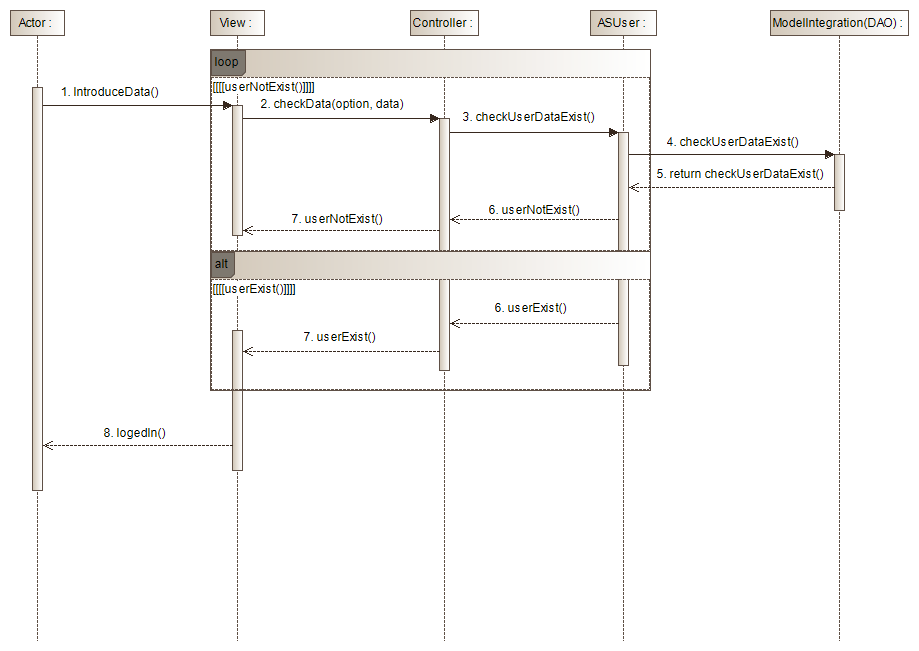 Actor :
View :
Controller :
ASUser :
ModelIntegration(DAO) :
loop
[[[[userNotExist()]]]]
1. IntroduceData()
2. checkData(option, data)
3. checkUserDataExist()
4. checkUserDataExist()
5. return checkUserDataExist()
6. userNotExist()
7. userNotExist()
alt
[[[[userExist()]]]]
6. userExist()
7. userExist()
8. logedIn()